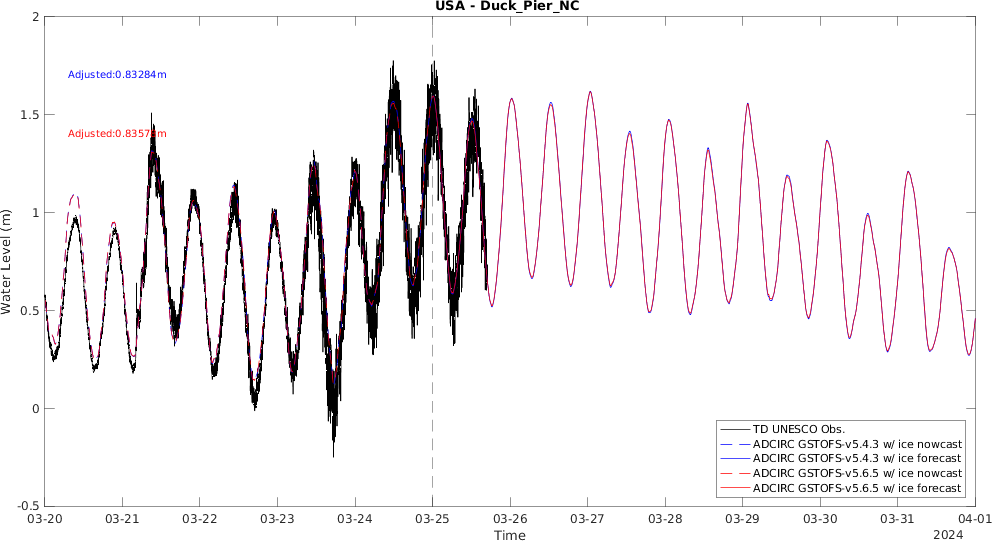 USA - Duck_Pier_NC
2
1.5
1
0.5
0
-0.5
Water Level (m)
Adjusted:0.83284m
03-20
03-21
03-22
03-23
03-24
03-25
03-26
03-27
03-28
03-29
03-30
03-31
04-01
Time
2024
TD UNESCO Obs.
ADCIRC GSTOFS-v5.4.3 w/ ice nowcast
ADCIRC GSTOFS-v5.4.3 w/ ice forecast
ADCIRC GSTOFS-v5.6.5 w/ ice nowcast
ADCIRC GSTOFS-v5.6.5 w/ ice forecast